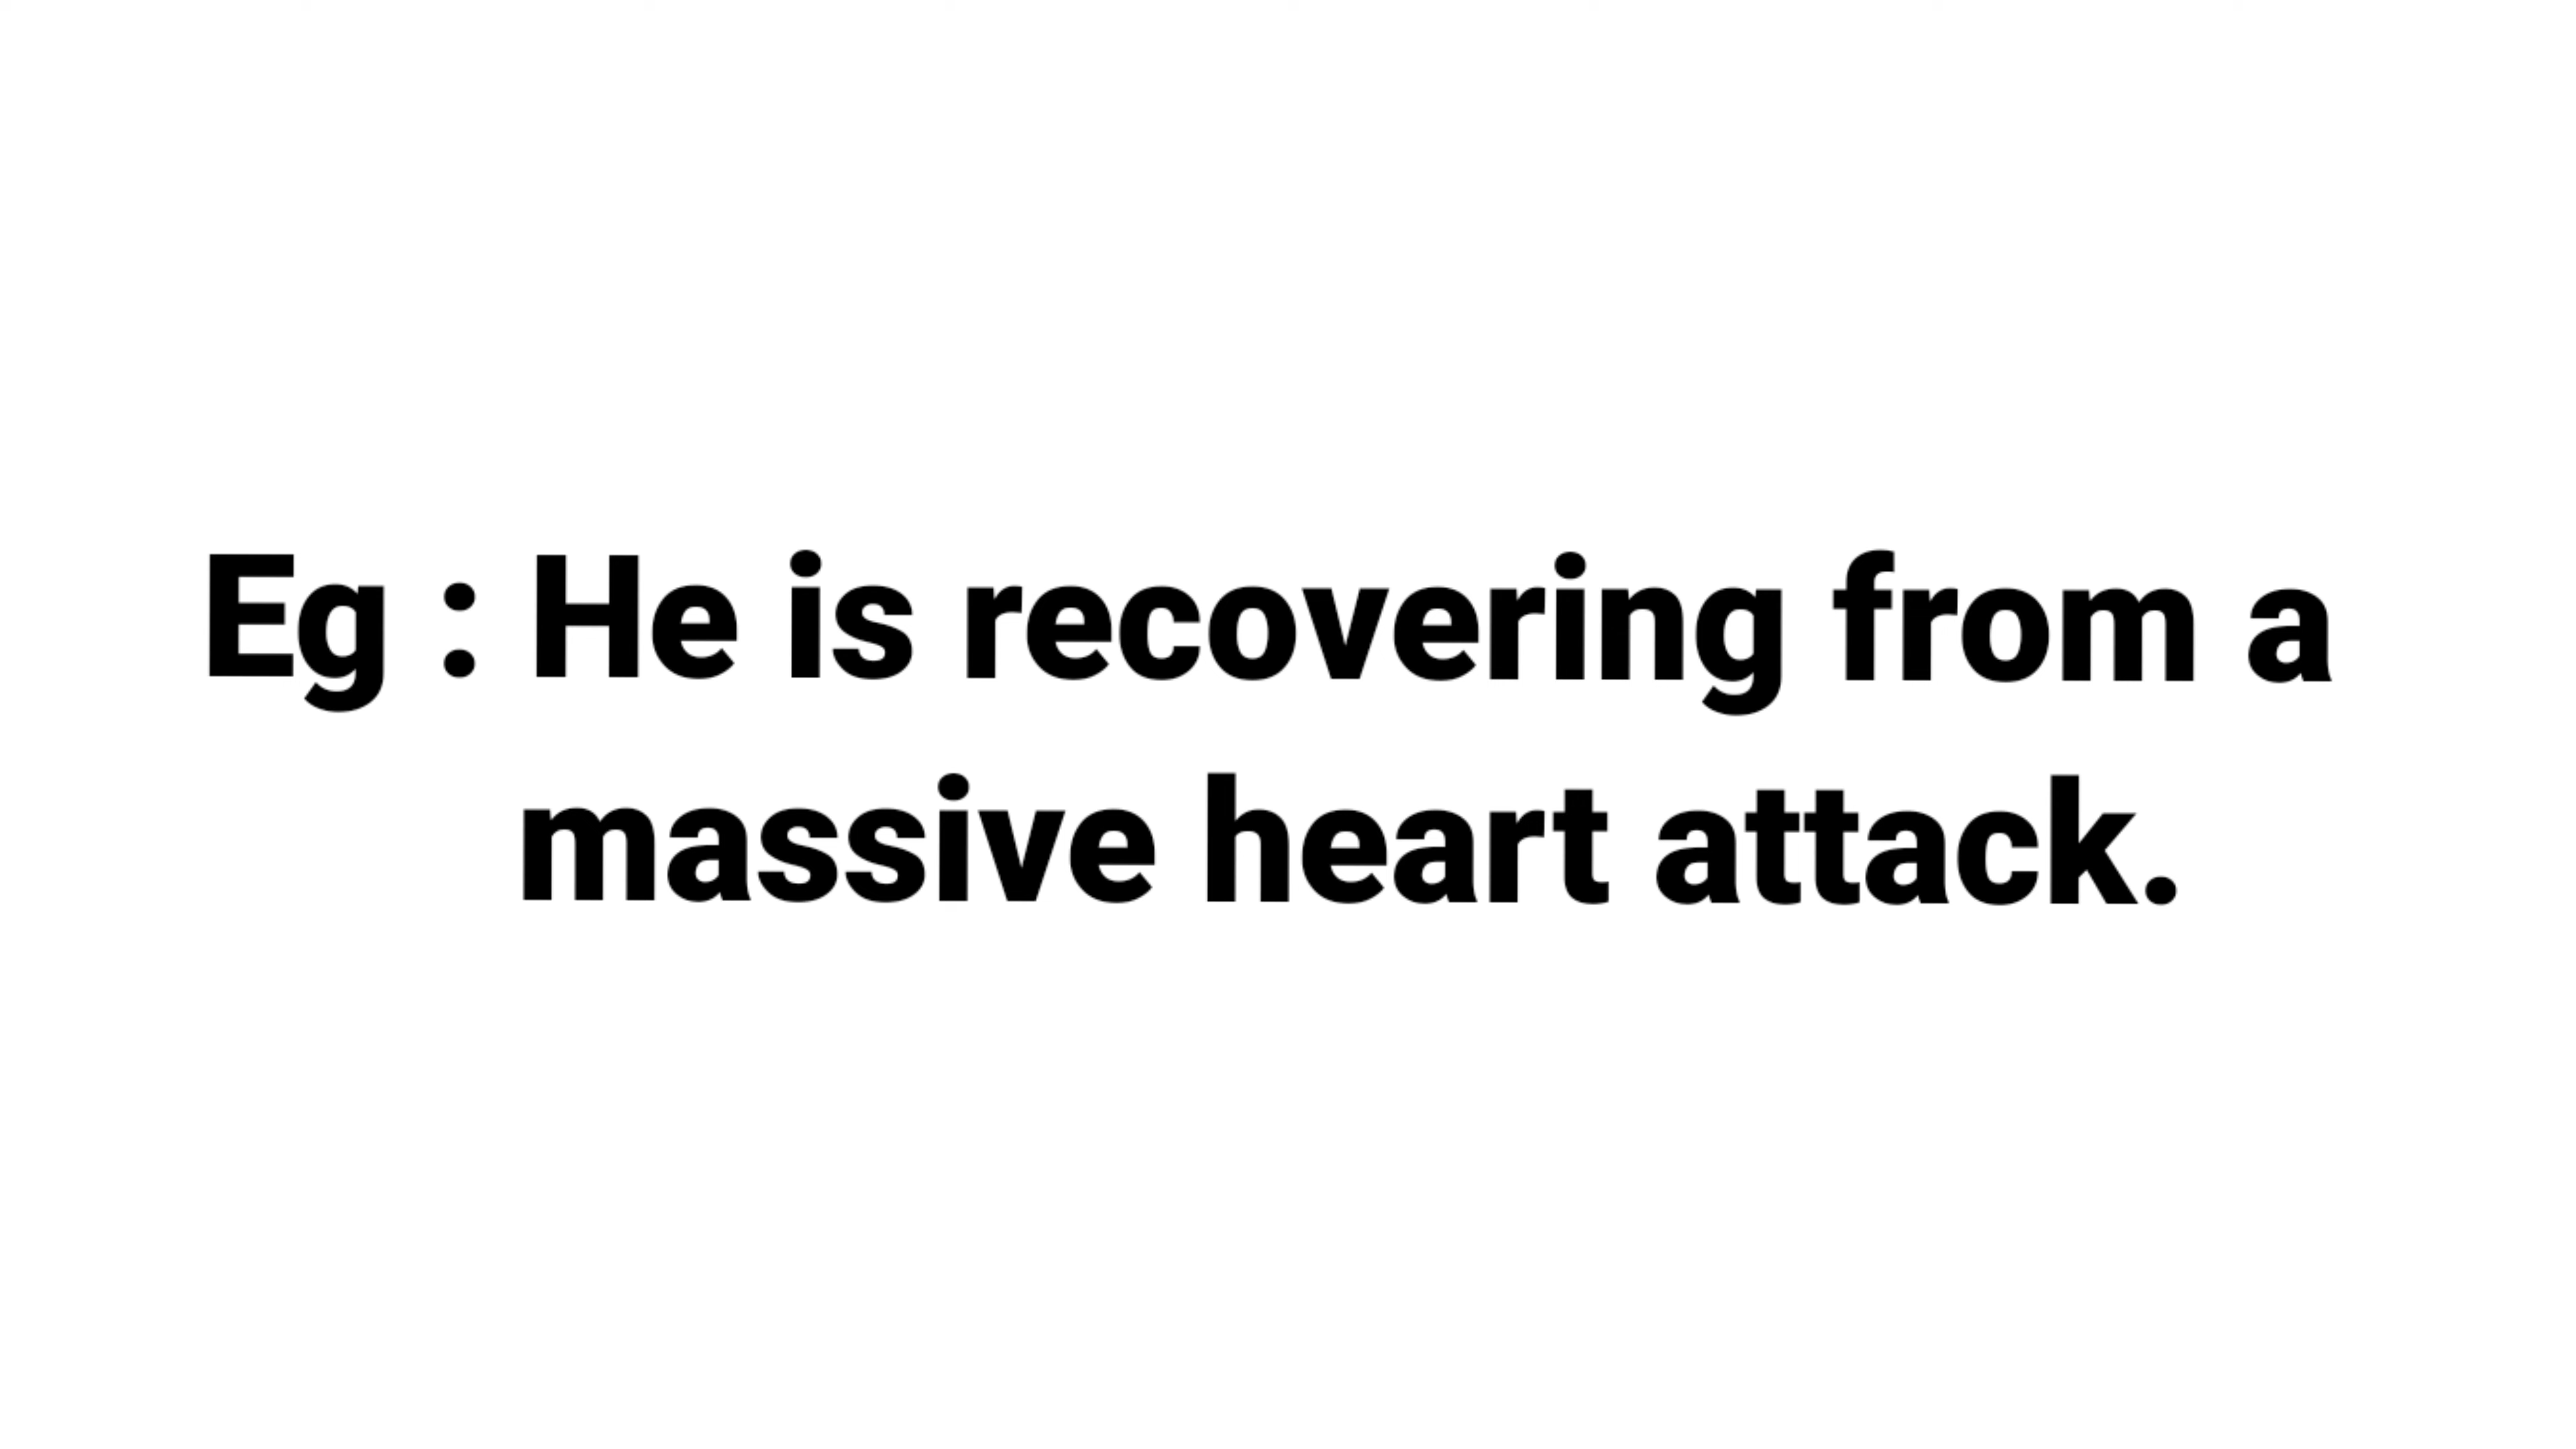 Eg : He is recovering from a
massive heart attack.